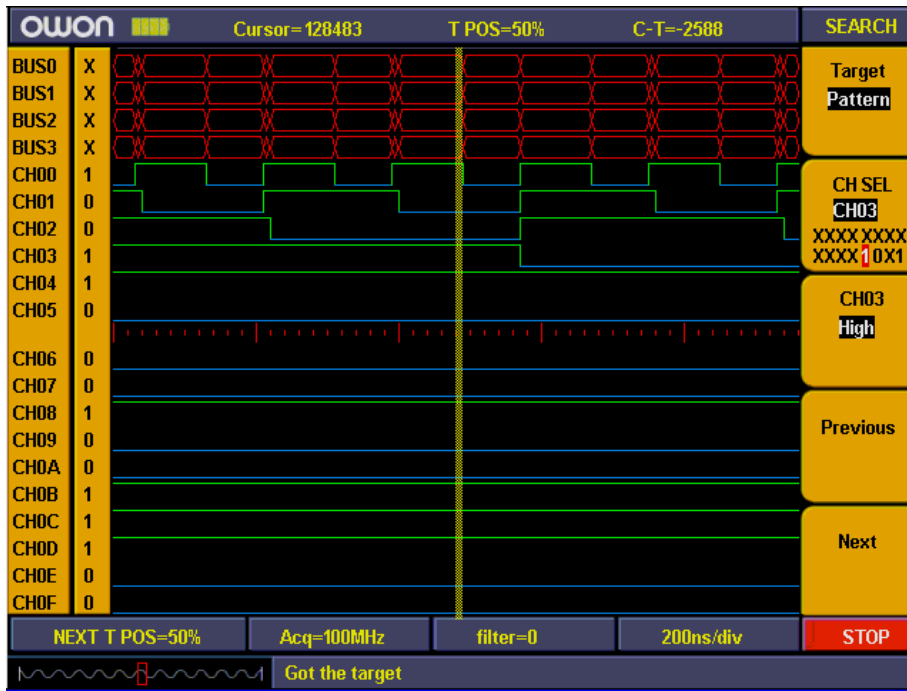 OWON Cursor=128483 T POS=50% C-T=-2588 SEARCH
BUS0 X
BUS1 X
BUS2 X
BUS3 X
CH00 1
CH01 0
CH02 0
CH03 1
CH04 1
CH05 0
CH06 0
CH07 0
CH08 1
CH09 0
CH0A 0
CH0B 1
CH0C 1
CH0D 1
CH0E 0
CH0F 0
Target
Pattern
CH SEL
CH03
XXXX XXXX
XXXX 1 0X1
CH03
High
Previous
Next
NEXT T POS=50% Acq=100MHz filter=0 200ns/div STOP
Got the target